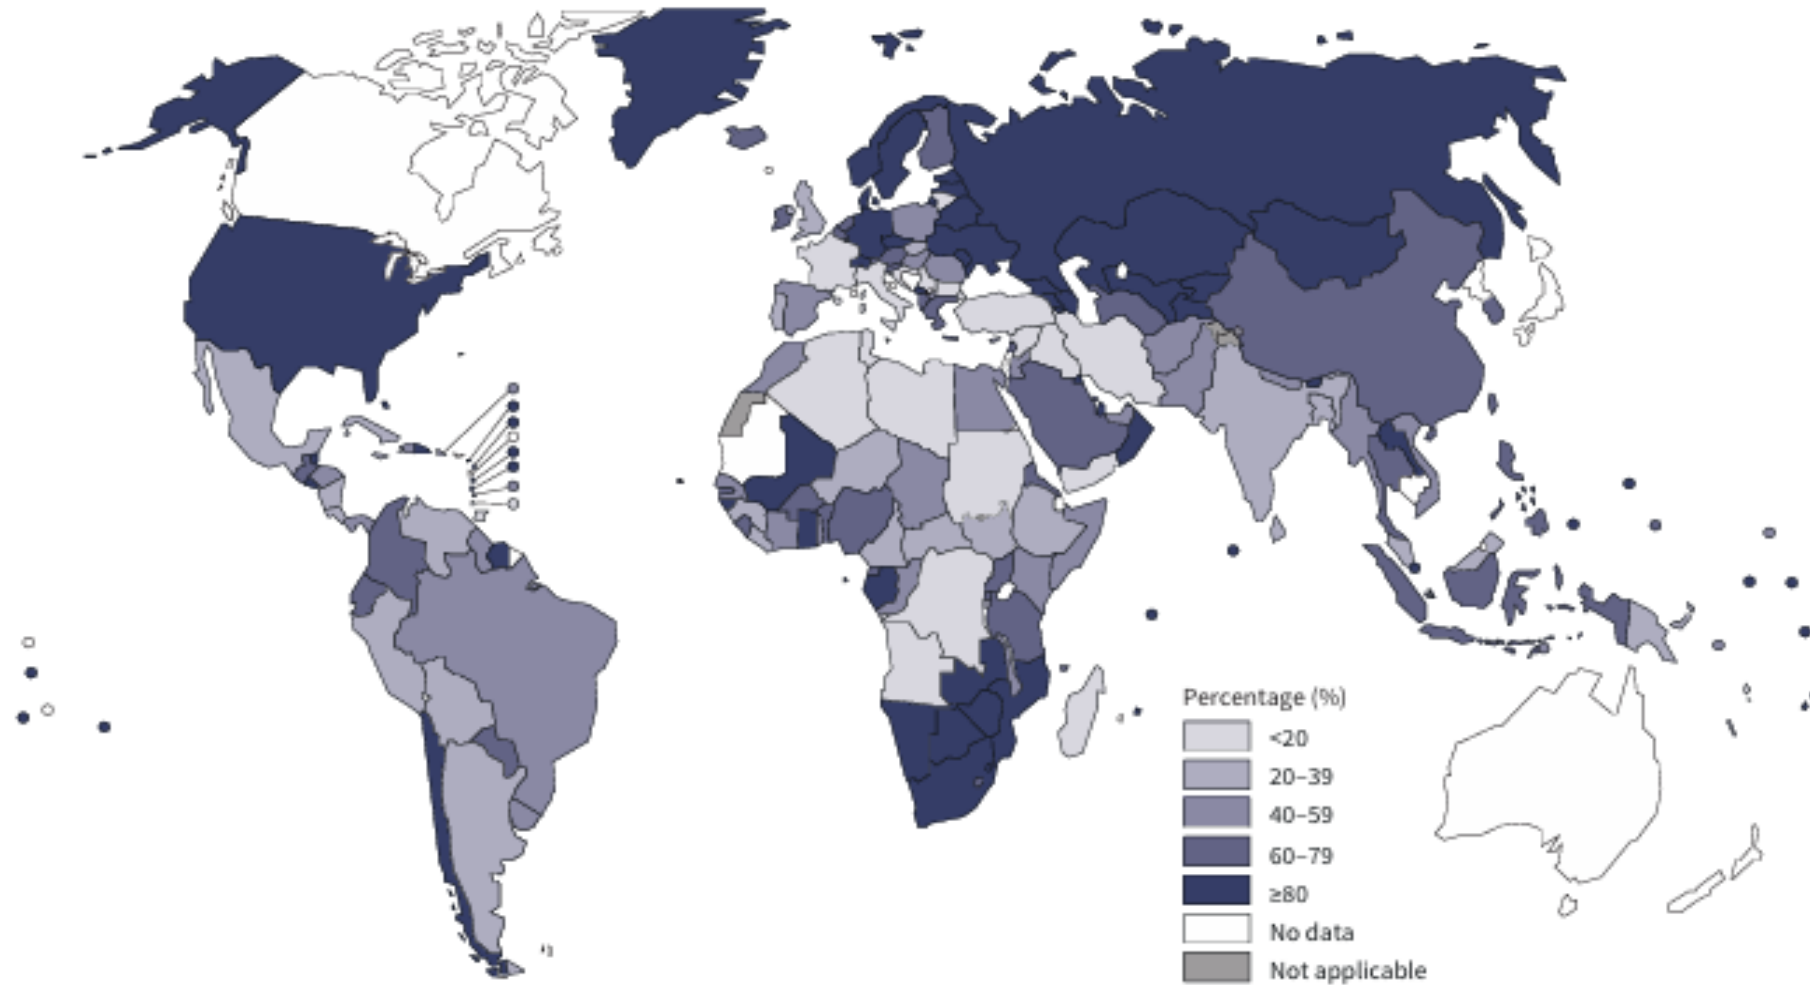 Percentage (%)
<20
20–39
40–59
60–79
≥80
No data
Not applicable